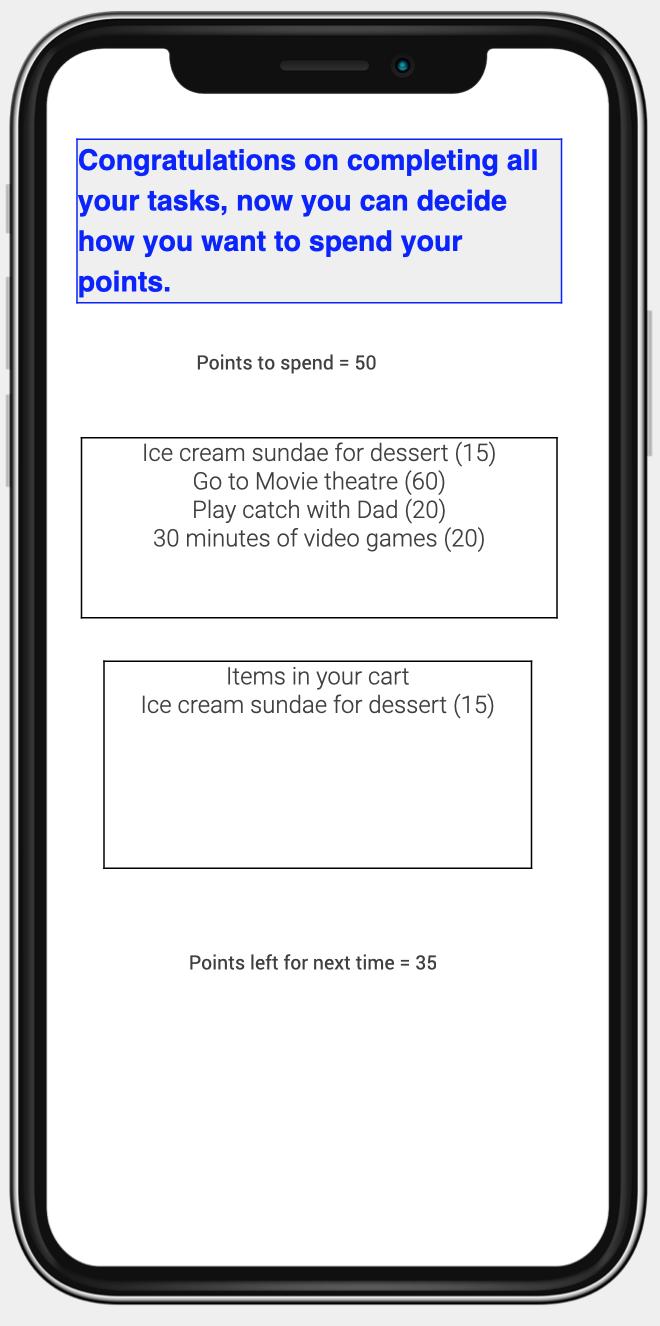 Congratulations on completing all
your tasks, now you can decide
how you want to spend your
points.
Points to spend = 50
Ice cream sundae for dessert (15)
Go to Movie theatre (60)
Play catch with Dad (20)
30 minutes of video games (20)
Items in your cart
Ice cream sundae for dessert (15)
Points left for next time = 35